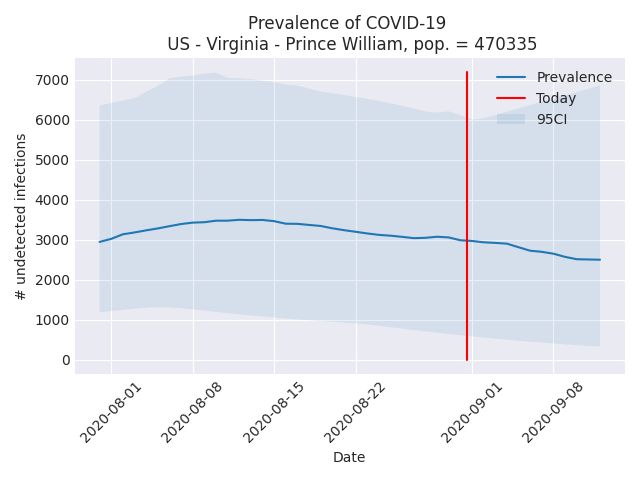 Prevalence of COVID-19
US - Virginia - Prince William, pop. = 470335
Prevalence
Today
95CI
7000
6000
5000
4000
3000
2000
1000
0
# undetected infections
2020-08-01
2020-08-08
2020-08-15
2020-08-22
2020-09-01
2020-09-08
Date